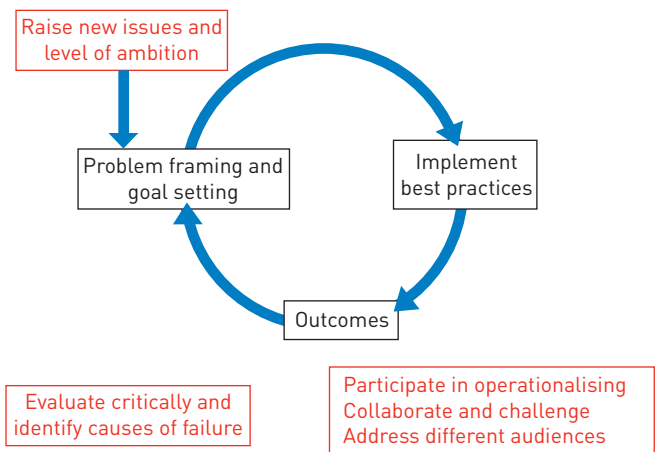 Raise new issues and
level of ambition
Problem framing and
goal setting
Implement
best practices
Outcomes
Evaluate critically and
identify causes of failure
Participate in operationalising
Collaborate and challenge
Address different audiences